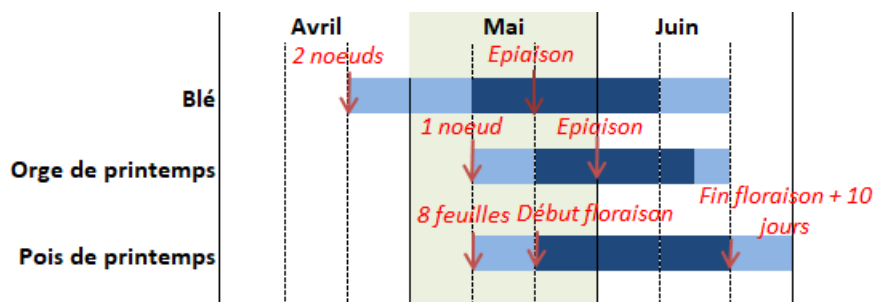 Avril Mai Juin
2 noeuds Epiaison
Blé
1 noeud Epiaison
Orge de printemps
8 feuilles Début floraison Fin floraison + 10
jours
Pois de printemps